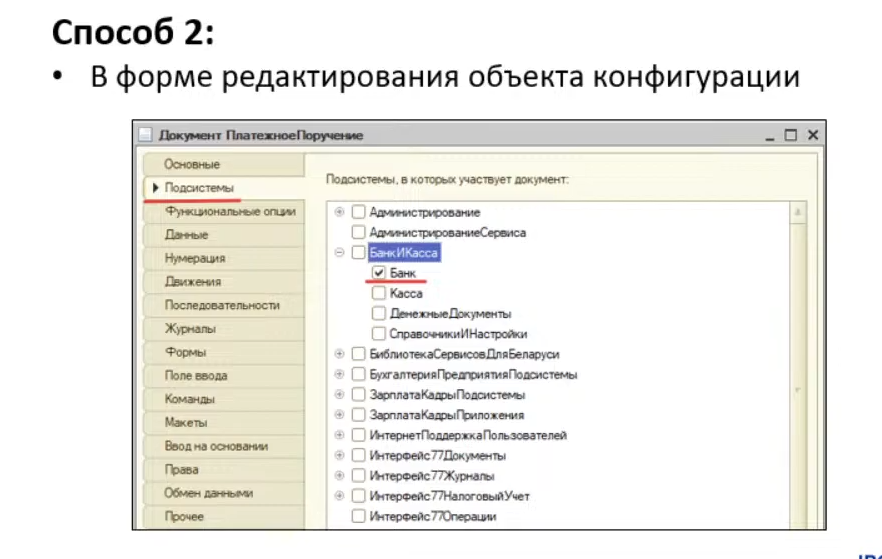 Способ 2:
• В форме редактирования объекта конфигурации
Документ ПлатежноеПоручение
Основные
Подсистемы
Функциональные опции
Данные
Нумерация
Движения
Последовательности
Журналы
Формы
Поле ввода
Команды
Макеты
Ввод на основании
Права
Обмен данными
Прочее
Подсистемы, в которых участвует документ:
Администрирование
АдминистрированиеСервиса
БанкИКасса
Банк
Касса
ДенежныеДокументы
СправочникиИНастройки
БиблиотекаСервисовДляБеларуси
БухгалтерияПредприятияПодсистемы
ЗарплатаКадрыПодсистемы
ЗарплатаКадрыПриложения
ИнтернетПоддержкаПользователей
Интерфейс77Документы
Интерфейс77Журналы
Интерфейс77НалоговыйУчет
Интерфейс77Операции